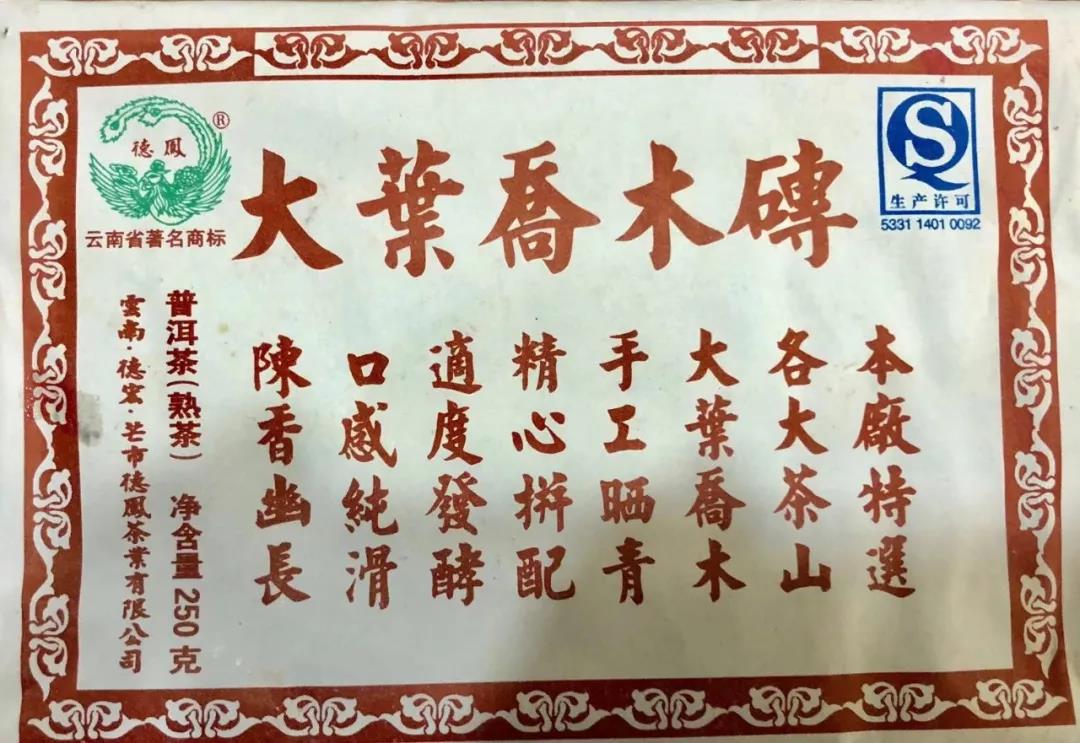 德鳳
®
云南省著名商标
大葉喬木磚
生产许可
5331 1401 0092
本廠特選
各大茶山
大葉喬木
手工晒青
精心拼配
適度發酵
口感純滑
陳香幽長
普洱茶(熟茶) 净含量250克
雲南·德宏·芒市德鳳茶業有限公司